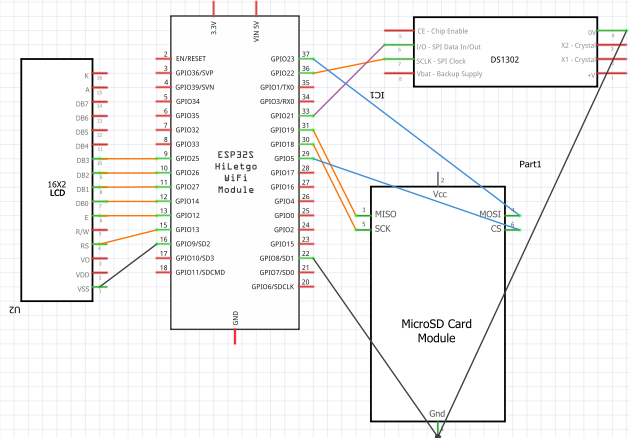 3.3V
VIN 5V
K
A
DB7
DB6
DB5
DB4
DB3
DB2
DB1
DB0
E
R/W
RS
VO
VDD
VSS
16X2
LCD
U2
2 EN/RESET
3 GPIO36/SVP
4 GPIO39/SVN
5 GPIO34
6 GPIO35
7 GPIO32
8 GPIO33
9 GPIO25
10 GPIO26
11 GPIO27
12 GPIO14
13 GPIO12
15 GPIO13
16 GPIO9/SD2
17 GPIO10/SD3
18 GPIO11/SDCMD
ESP32S
HiLetgo
WiFi
Module
GPIO23 37
GPIO22 36
GPIO1/TX0 35
GPIO3/RX0 34
GPIO21 33
GPIO19 31
GPIO18 30
GPIO5 29
GPIO17 28
GPIO16 27
GPIO4 26
GPIO0 25
GPIO2 24
GPIO15 23
GPIO8/SD1 22
GPIO7/SD0 21
GPIO6/SDCLK 20
GND
CE - Chip Enable
I/O - SPI Data In/Out
SCLK - SPI Clock
Vbat - Backup Supply
DS1302
0V
X2 - Crystal
X1 - Crystal
+V
IC1
Part1
2
Vcc
MISO
SCK
MOSI
CS
MicroSD Card
Module
Gnd